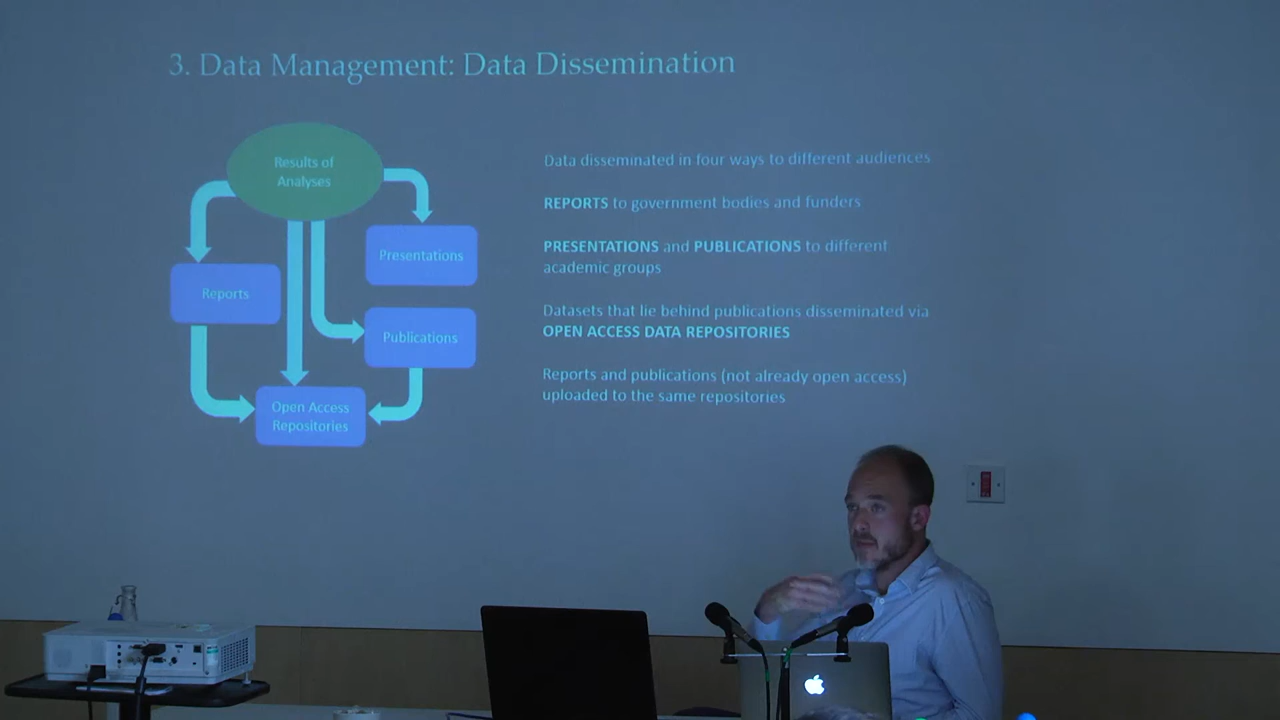 3. Data Management: Data Dissemination
Results of
Analyses
Presentations
Reports
Publications
Open Access
Repositories
Data disseminated in four ways to different audiences
REPORTS to government bodies and funders
PRESENTATIONS and PUBLICATIONS to different
academic groups
Datasets that lie behind publications disseminated via
OPEN ACCESS DATA REPOSITORIES
Reports and publications (not already open access)
uploaded to the same repositories